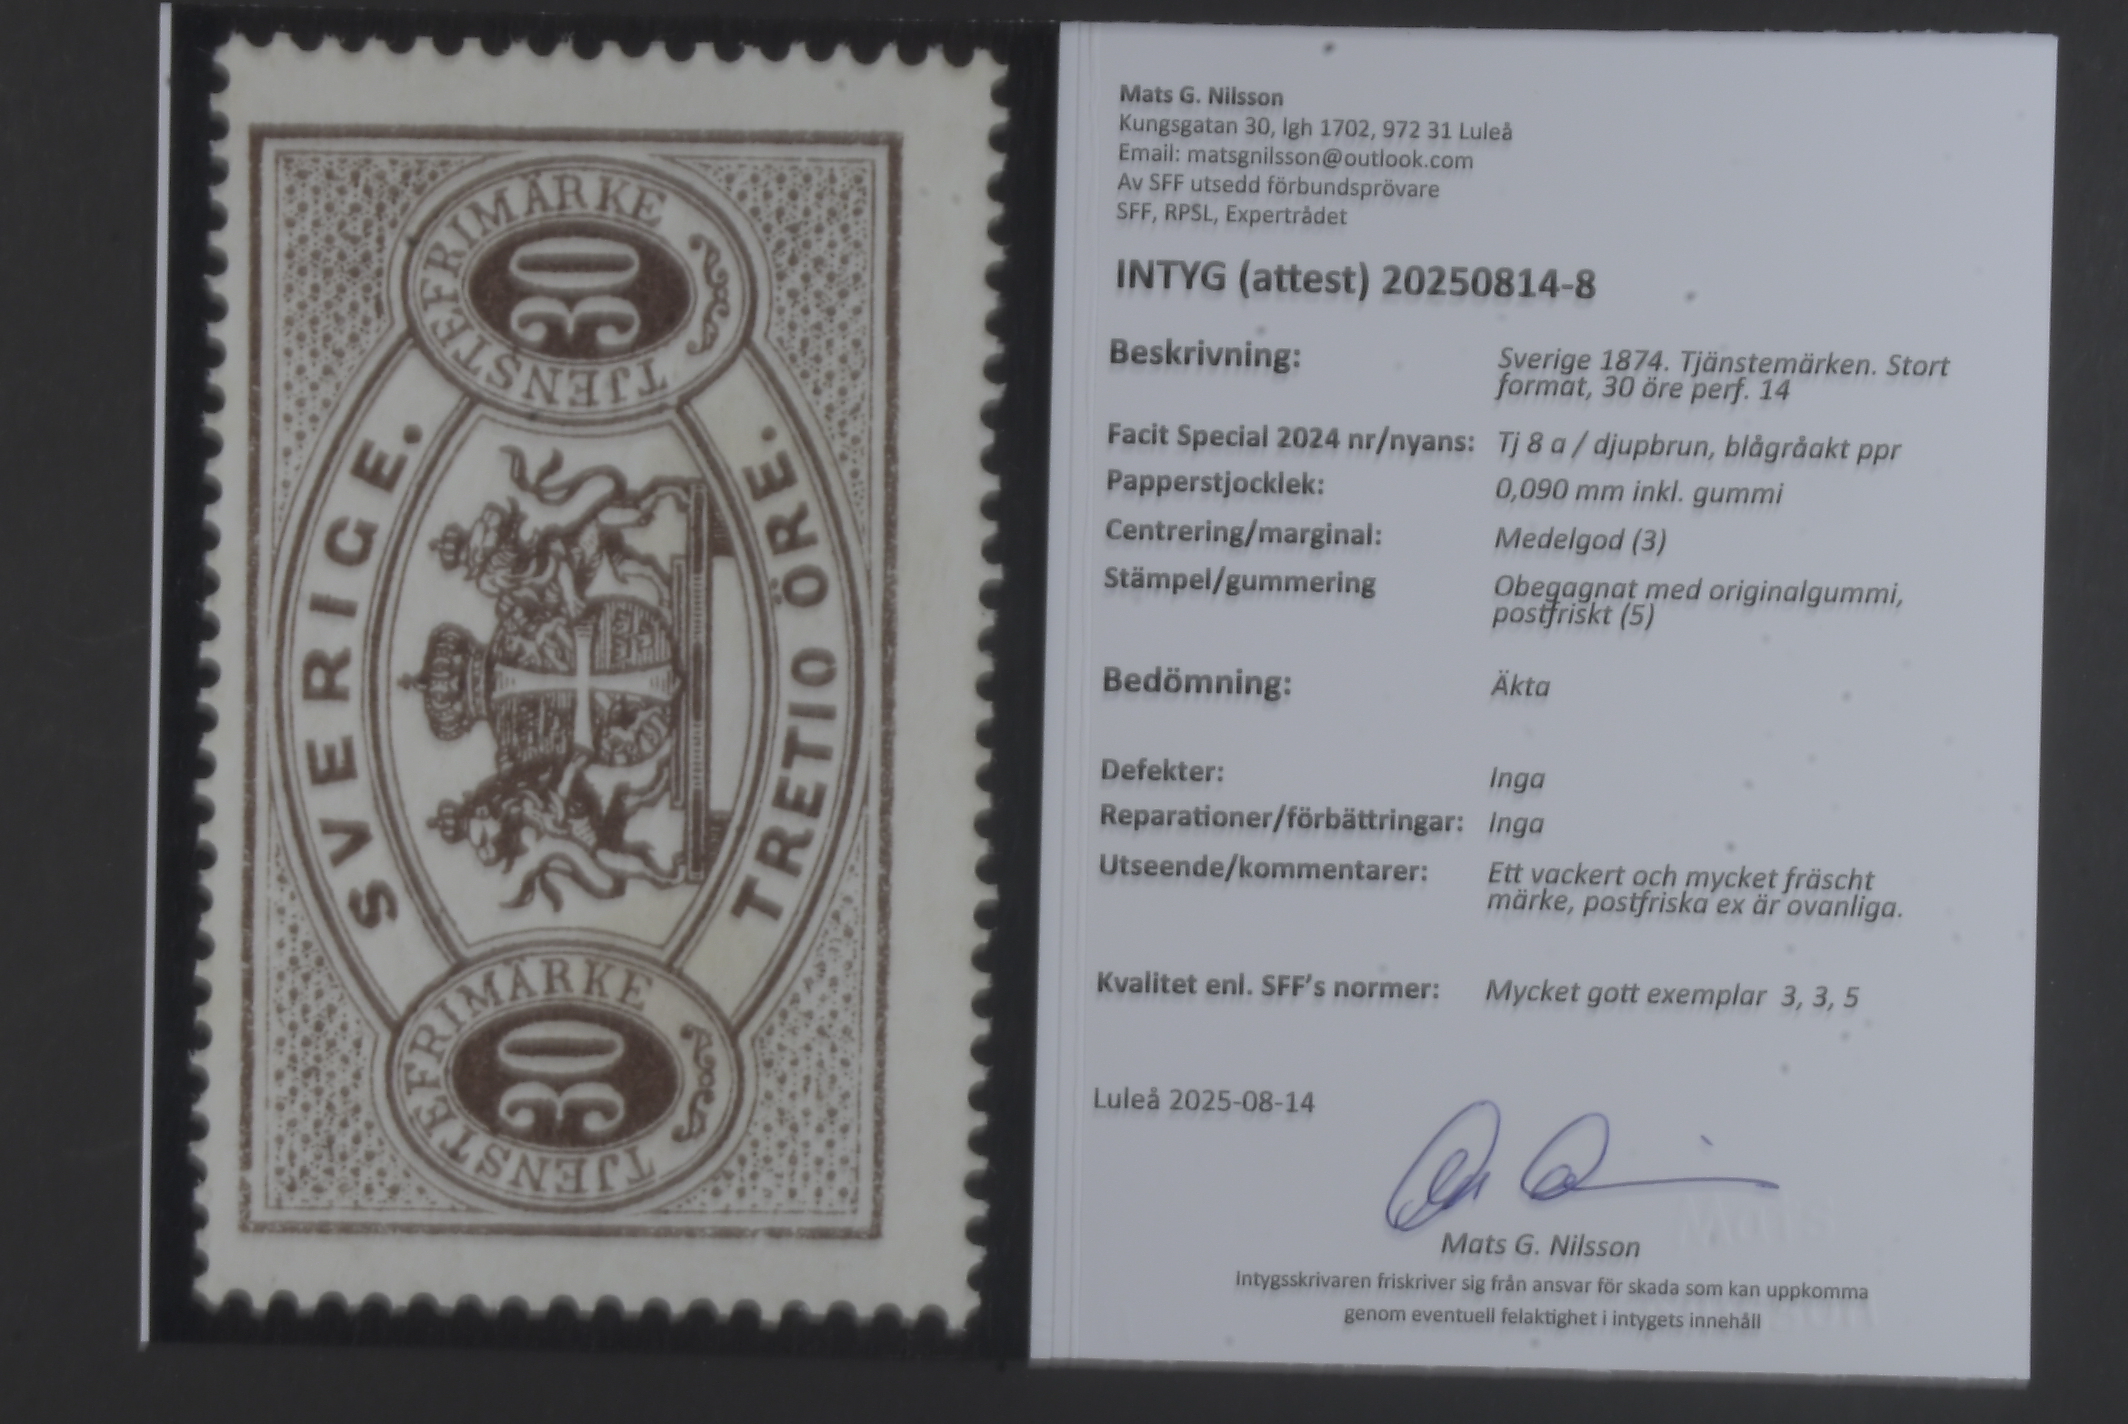 TJENSTEFRIMÄRKE
30
SVERIGE.
TRETIO ÖRE.
TJENSTEFRIMÄRKE
30
Mats G. Nilsson
Kungsgatan 30, lgh 1702, 972 31 Luleå
Email: matsgnilsson@outlook.com
Av SFF utsedd förbundsprövare
SFF, RPSL, Expertrådet
INTYG (attest) 20250814-8
Beskrivning: Sverige 1874. Tjänstemärken. Stort
format, 30 öre perf. 14
Facit Special 2024 nr/nyans: Tj 8 a / djupbrun, blågråakt ppr
Papperstjocklek: 0,090 mm inkl. gummi
Centrering/marginal: Medelgod (3)
Stämpel/gummering Obegagnat med originalgummi,
postfriskt (5)
Bedömning: Äkta
Defekter: Inga
Reparationer/förbättringar: Inga
Utseende/kommentarer: Ett vackert och mycket fräscht
märke, postfriska ex är ovanliga.
Kvalitet enl. SFF's normer: Mycket gott exemplar 3, 3, 5
Luleå 2025-08-14
Mats G. Nilsson
Intygsskrivaren friskriver sig från ansvar för skada som kan uppkomma
genom eventuell felaktighet i intygets innehåll